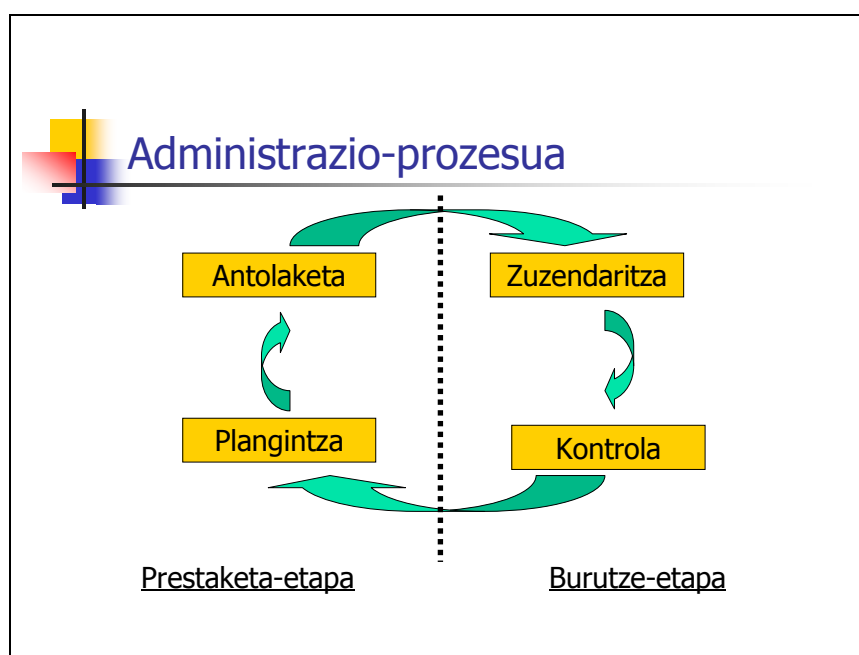 Administrazio-prozesua
Antolaketa
Zuzendaritza
Plangintza
Kontrola
Prestaketa-etapa
Burutze-etapa